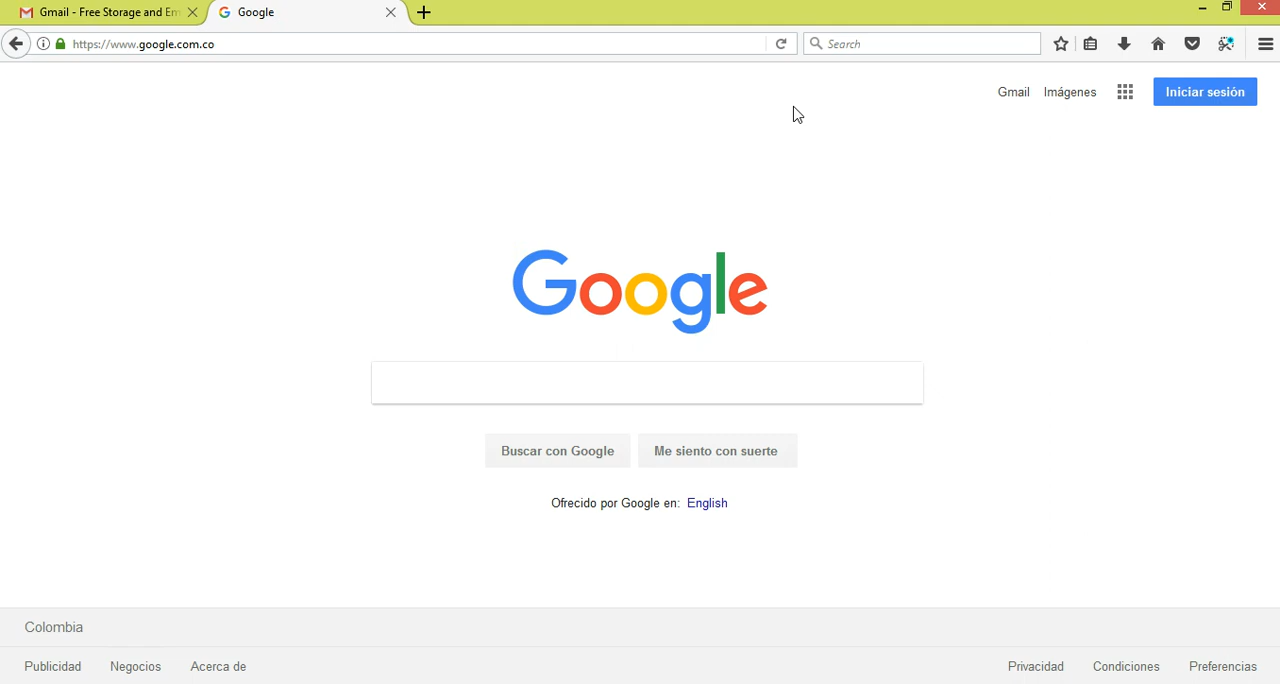 Gmail - Free Storage and Em
Google
https://www.google.com.co
Search
Gmail Imágenes Iniciar sesión
Google
Buscar con Google Me siento con suerte
Ofrecido por Google en: English
Colombia
Publicidad Negocios Acerca de Privacidad Condiciones Preferencias